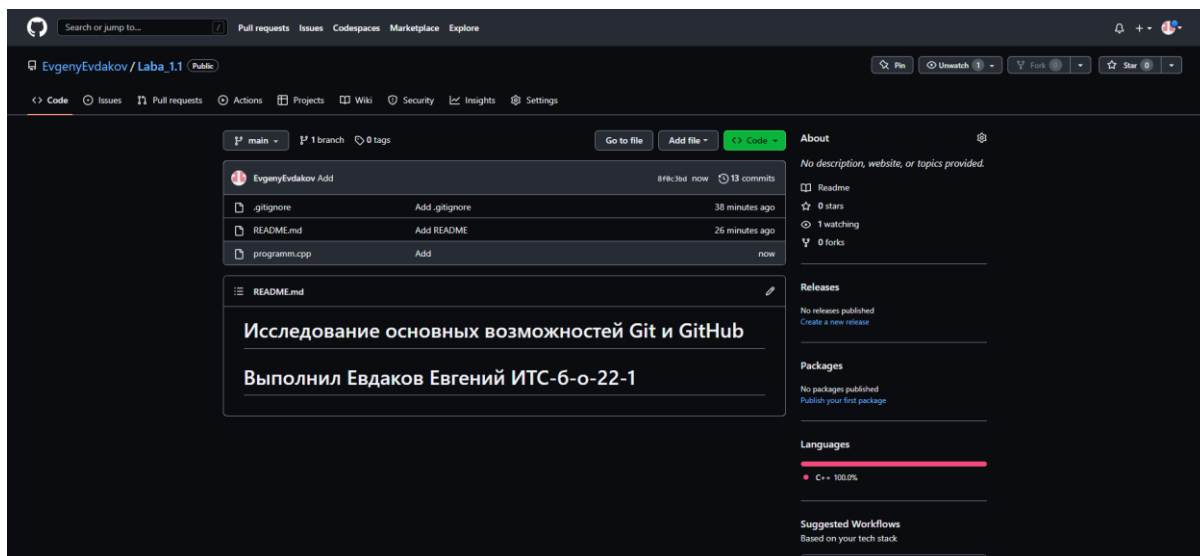 Search or jump to... / Pull requests Issues Codespaces Marketplace Explore
EvgenyEvdakov / Laba_1.1 Public
Pin Unwatch 1 Fork 0 Star 0
Code Issues Pull requests Actions Projects Wiki Security Insights Settings
main 1 branch 0 tags Go to file Add file Code
EvgenyEvdakov Add 8f0c3bd now 13 commits
.gitignore Add .gitignore 38 minutes ago
README.md Add README 26 minutes ago
programm.cpp Add now
README.md
Исследование основных возможностей Git и GitHub
Выполнил Евдаков Евгений ИТС-б-о-22-1
About
No description, website, or topics provided.
Readme
0 stars
1 watching
0 forks
Releases
No releases published
Create a new release
Packages
No packages published
Publish your first package
Languages
C++ 100.0%
Suggested Workflows
Based on your tech stack